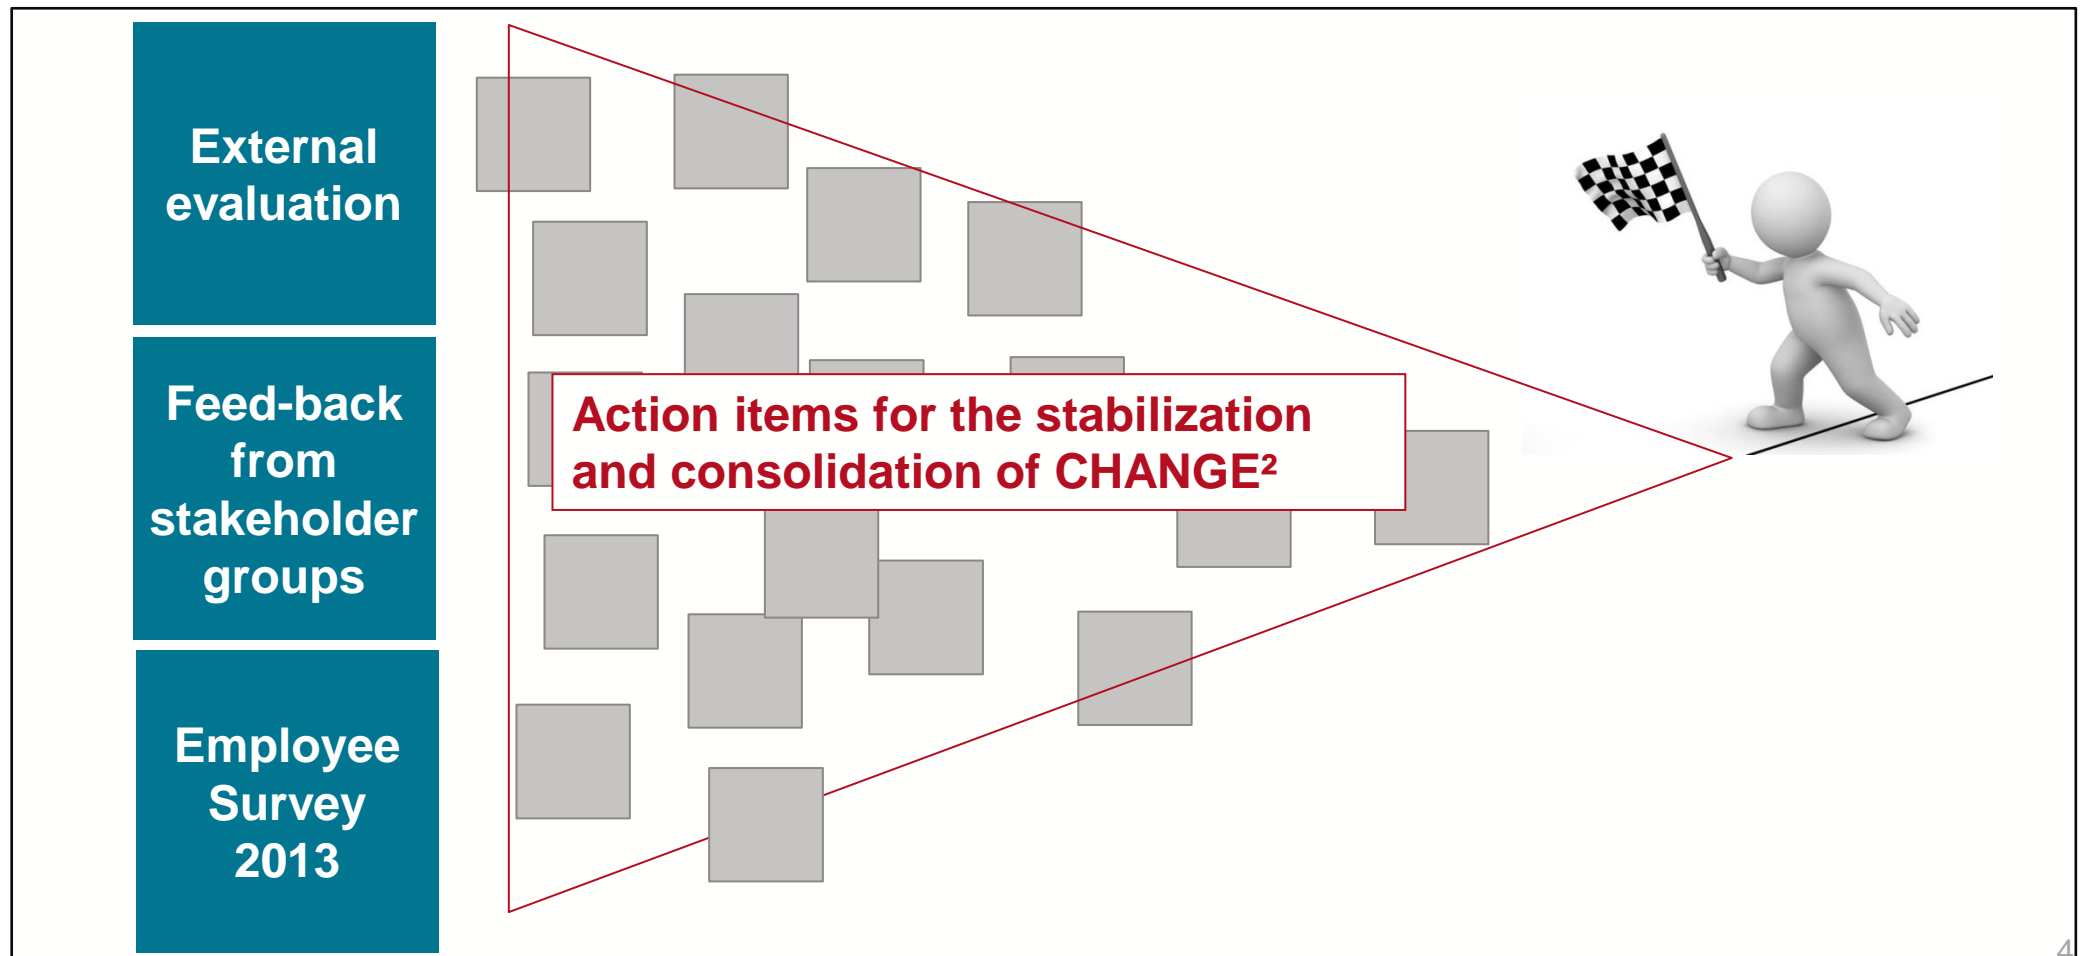 External
evaluation
Feed-back
from
stakeholder
groups
Employee
Survey
2013
Action items for the stabilization
and consolidation of CHANGE²
4